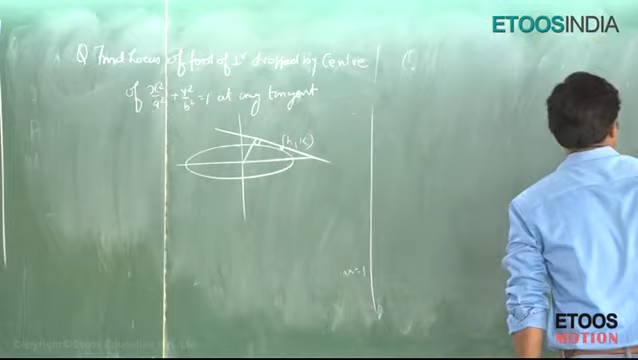 ETOOSINDIA
Q Find Locus of foot of ⊥r dropped by Centre
of x²/a² + y²/b² = 1 at any tangent
(h, k)
ETOOS
MOTION